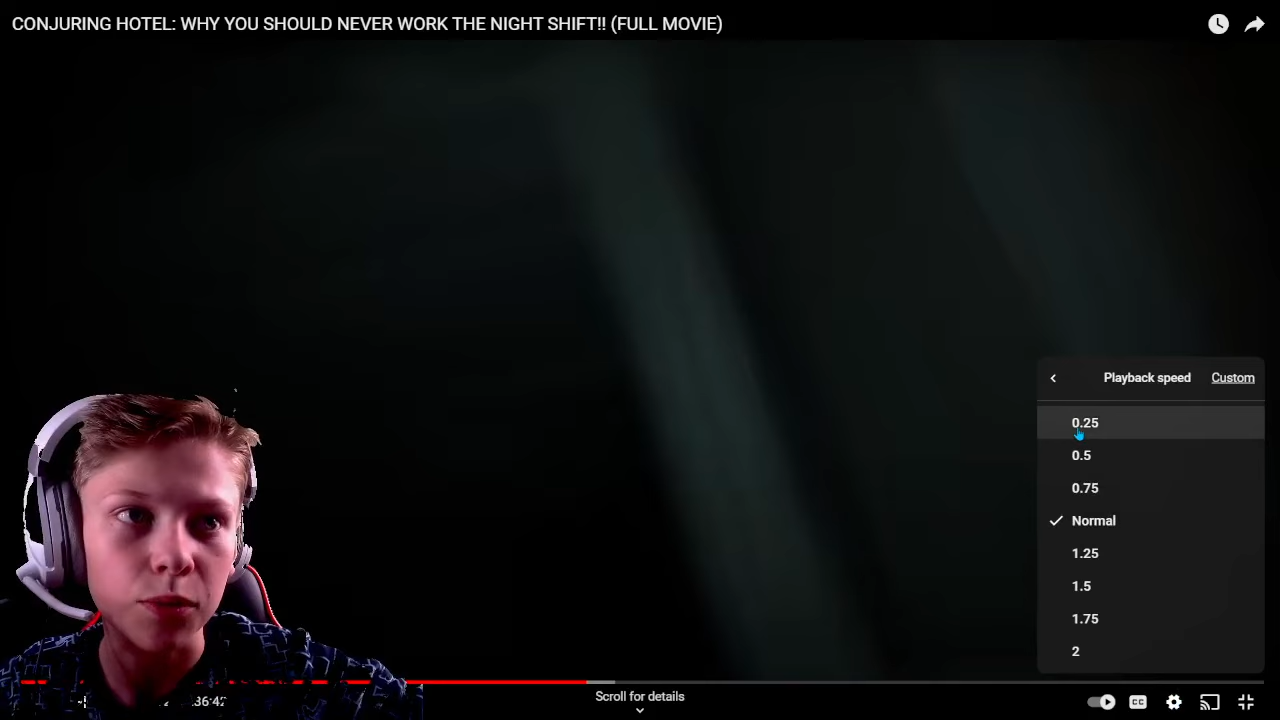 CONJURING HOTEL: WHY YOU SHOULD NEVER WORK THE NIGHT SHIFT!! (FULL MOVIE)
Playback speed Custom
0.25
0.5
0.75
Normal
1.25
1.5
1.75
2
Scroll for details
CC